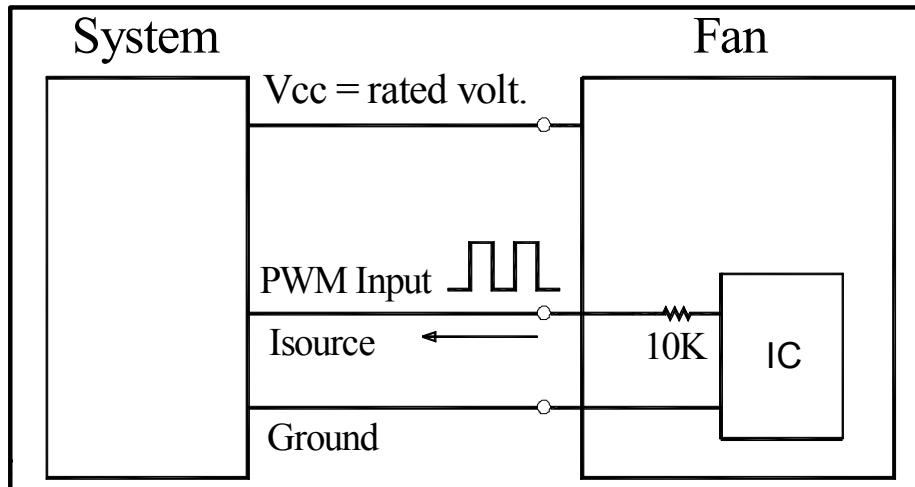 System
Fan
Vcc = rated volt.
PWM Input
Isource
10K
IC
Ground